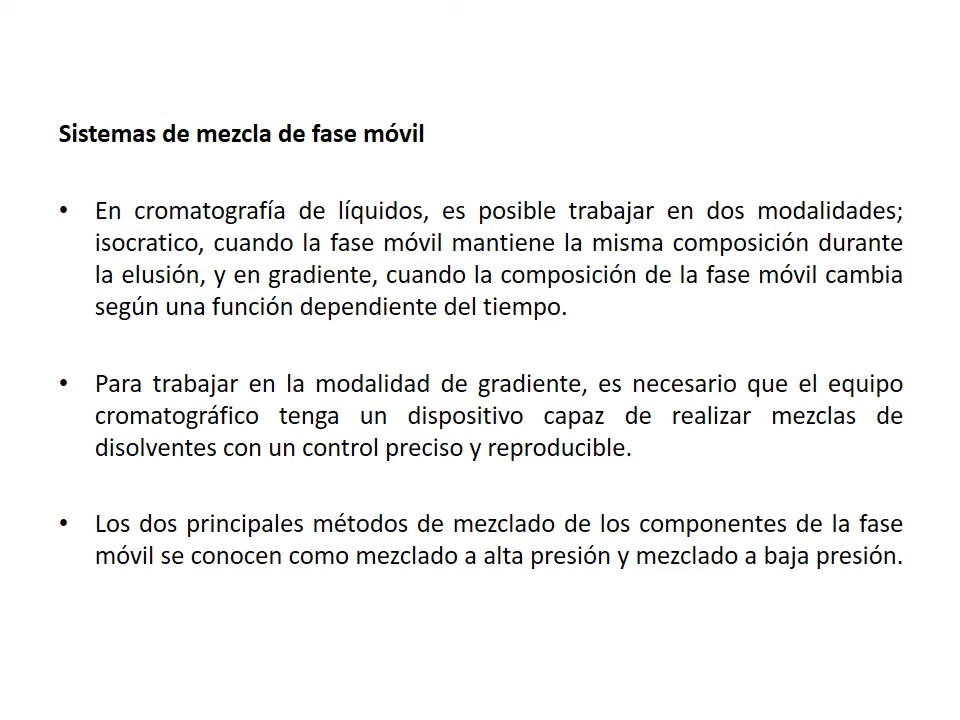 Sistemas de mezcla de fase móvil
• En cromatografía de líquidos, es posible trabajar en dos modalidades;
isocratico, cuando la fase móvil mantiene la misma composición durante
la elusión, y en gradiente, cuando la composición de la fase móvil cambia
según una función dependiente del tiempo.
• Para trabajar en la modalidad de gradiente, es necesario que el equipo
cromatográfico tenga un dispositivo capaz de realizar mezclas de
disolventes con un control preciso y reproducible.
• Los dos principales métodos de mezclado de los componentes de la fase
móvil se conocen como mezclado a alta presión y mezclado a baja presión.